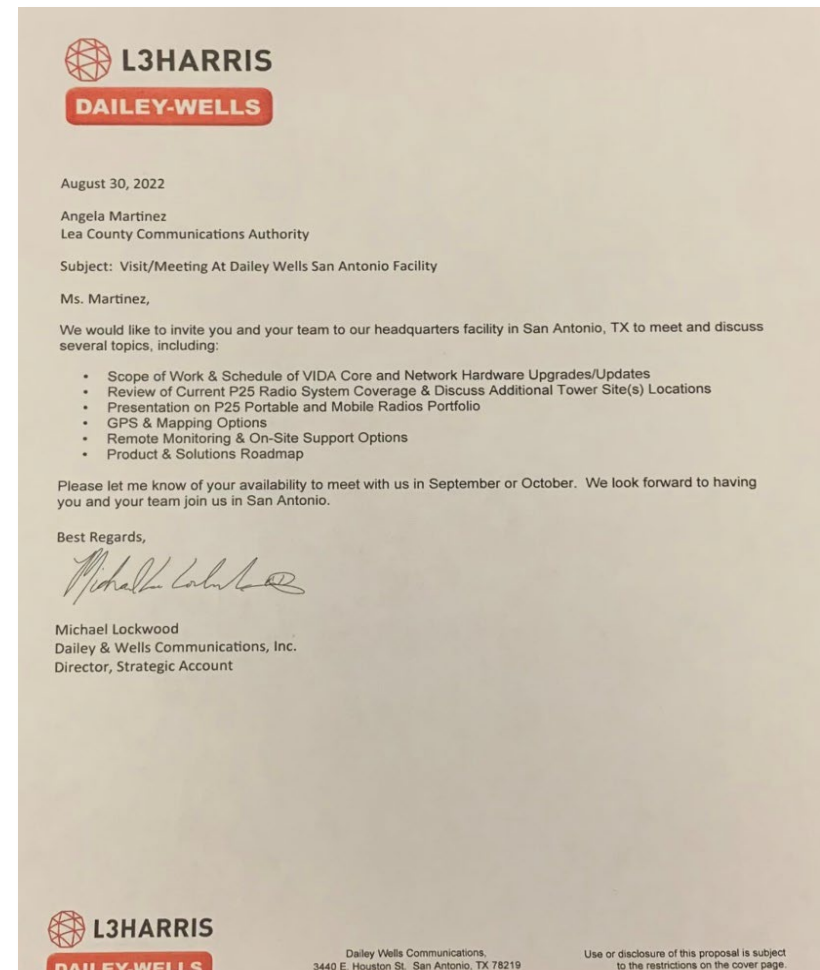 L3HARRIS
DAILEY-WELLS
August 30, 2022
Angela Martinez
Lea County Communications Authority
Subject: Visit/Meeting At Dailey Wells San Antonio Facility
Ms. Martinez,
We would like to invite you and your team to our headquarters facility in San Antonio, TX to meet and discuss
several topics, including:
• Scope of Work & Schedule of VIDA Core and Network Hardware Upgrades/Updates
• Review of Current P25 Radio System Coverage & Discuss Additional Tower Site(s) Locations
• Presentation on P25 Portable and Mobile Radios Portfolio
• GPS & Mapping Options
• Remote Monitoring & On-Site Support Options
• Product & Solutions Roadmap
Please let me know of your availability to meet with us in September or October. We look forward to having
you and your team join us in San Antonio.
Best Regards,
Michael Lockwood
Dailey & Wells Communications, Inc.
Director, Strategic Account
L3HARRIS
DAILEY-WELLS
Dailey Wells Communications,
3440 E. Houston St. San Antonio, TX 78219
Use or disclosure of this proposal is subject
to the restrictions on the cover page.